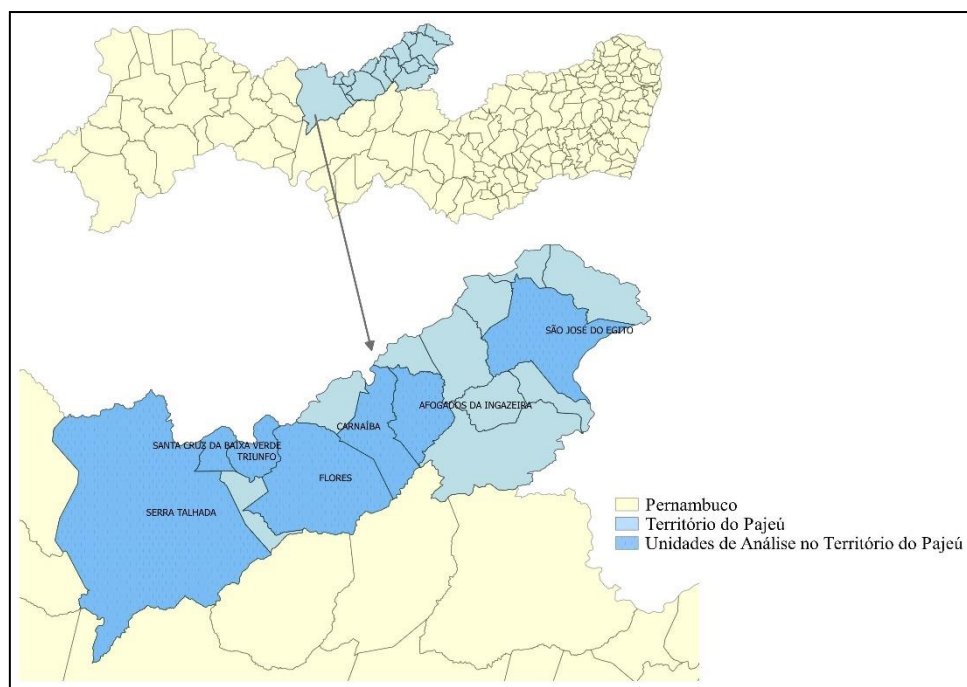 SÃO JOSÉ DO EGITO
AFOGADOS DA INGAZEIRA
CARNAÍBA
SANTA CRUZ DA BAIXA VERDE
TRIUNFO
FLORES
SERRA TALHADA
Pernambuco
Território do Pajeú
Unidades de Análise no Território do Pajeú